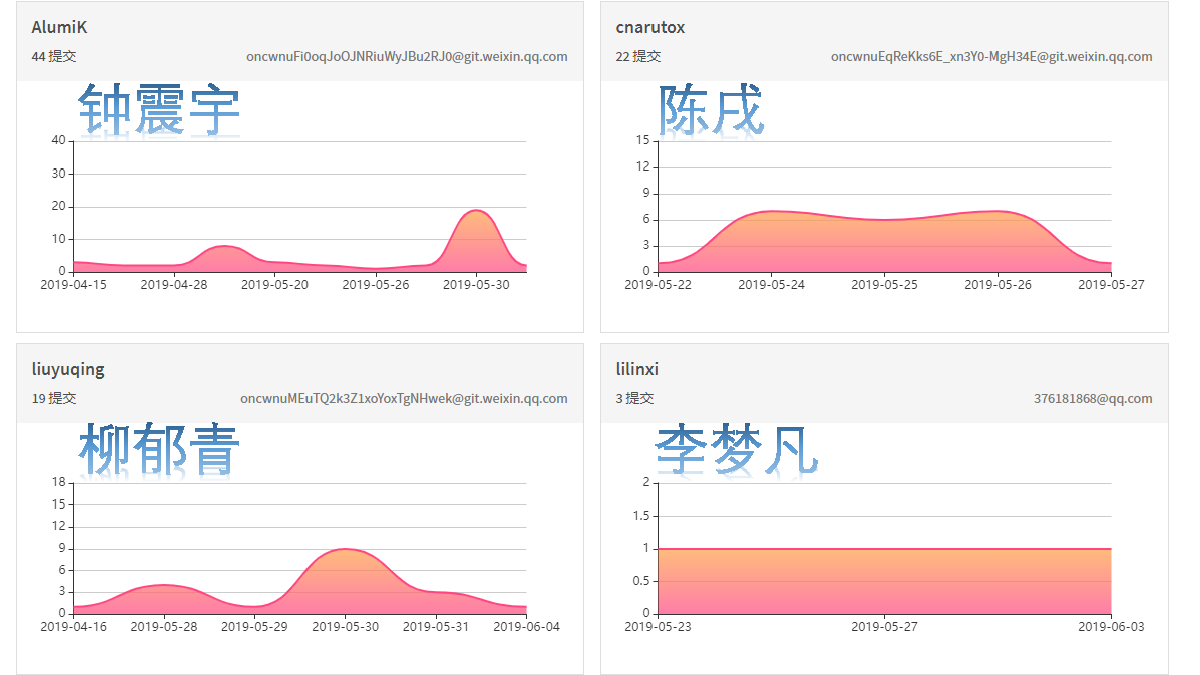 AlumiK
44 提交 oncwnuFi0oqJoOJNRiuWyJBu2RJ0@git.weixin.qq.com
钟震宇
40
30
20
10
0
2019-04-15 2019-04-28 2019-05-20 2019-05-26 2019-05-30
cnarutox
22 提交 oncwnuEqReKks6E_xn3Y0-MgH34E@git.weixin.qq.com
陈戌
15
12
9
6
3
0
2019-05-22 2019-05-24 2019-05-25 2019-05-26 2019-05-27
liuyuqing
19 提交 oncwnuMEuTQ2k3Z1xoYoxTgNHwek@git.weixin.qq.com
柳郁青
18
15
12
9
6
3
0
2019-04-16 2019-05-28 2019-05-29 2019-05-30 2019-05-31 2019-06-04
lilinxi
3 提交 376181868@qq.com
李梦凡
2
1.5
1
0.5
0
2019-05-23 2019-05-27 2019-06-03